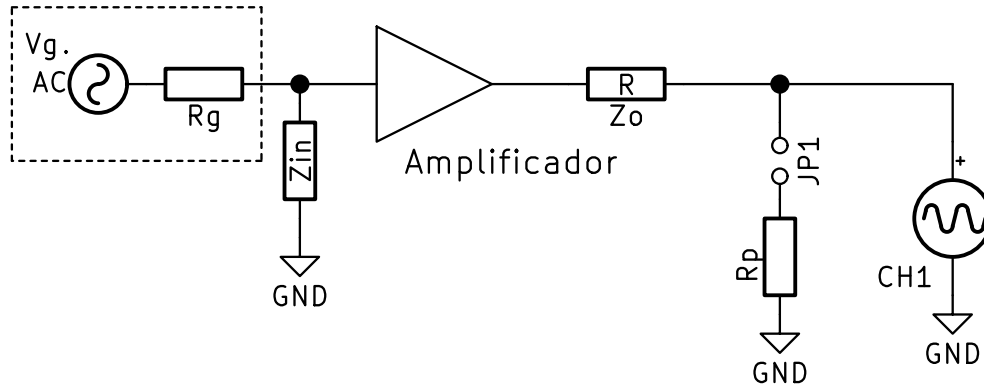 Vg.
AC
Rg
Zin
GND
Amplificador
R
Zo
JP1
Rp
GND
+
CH1
GND